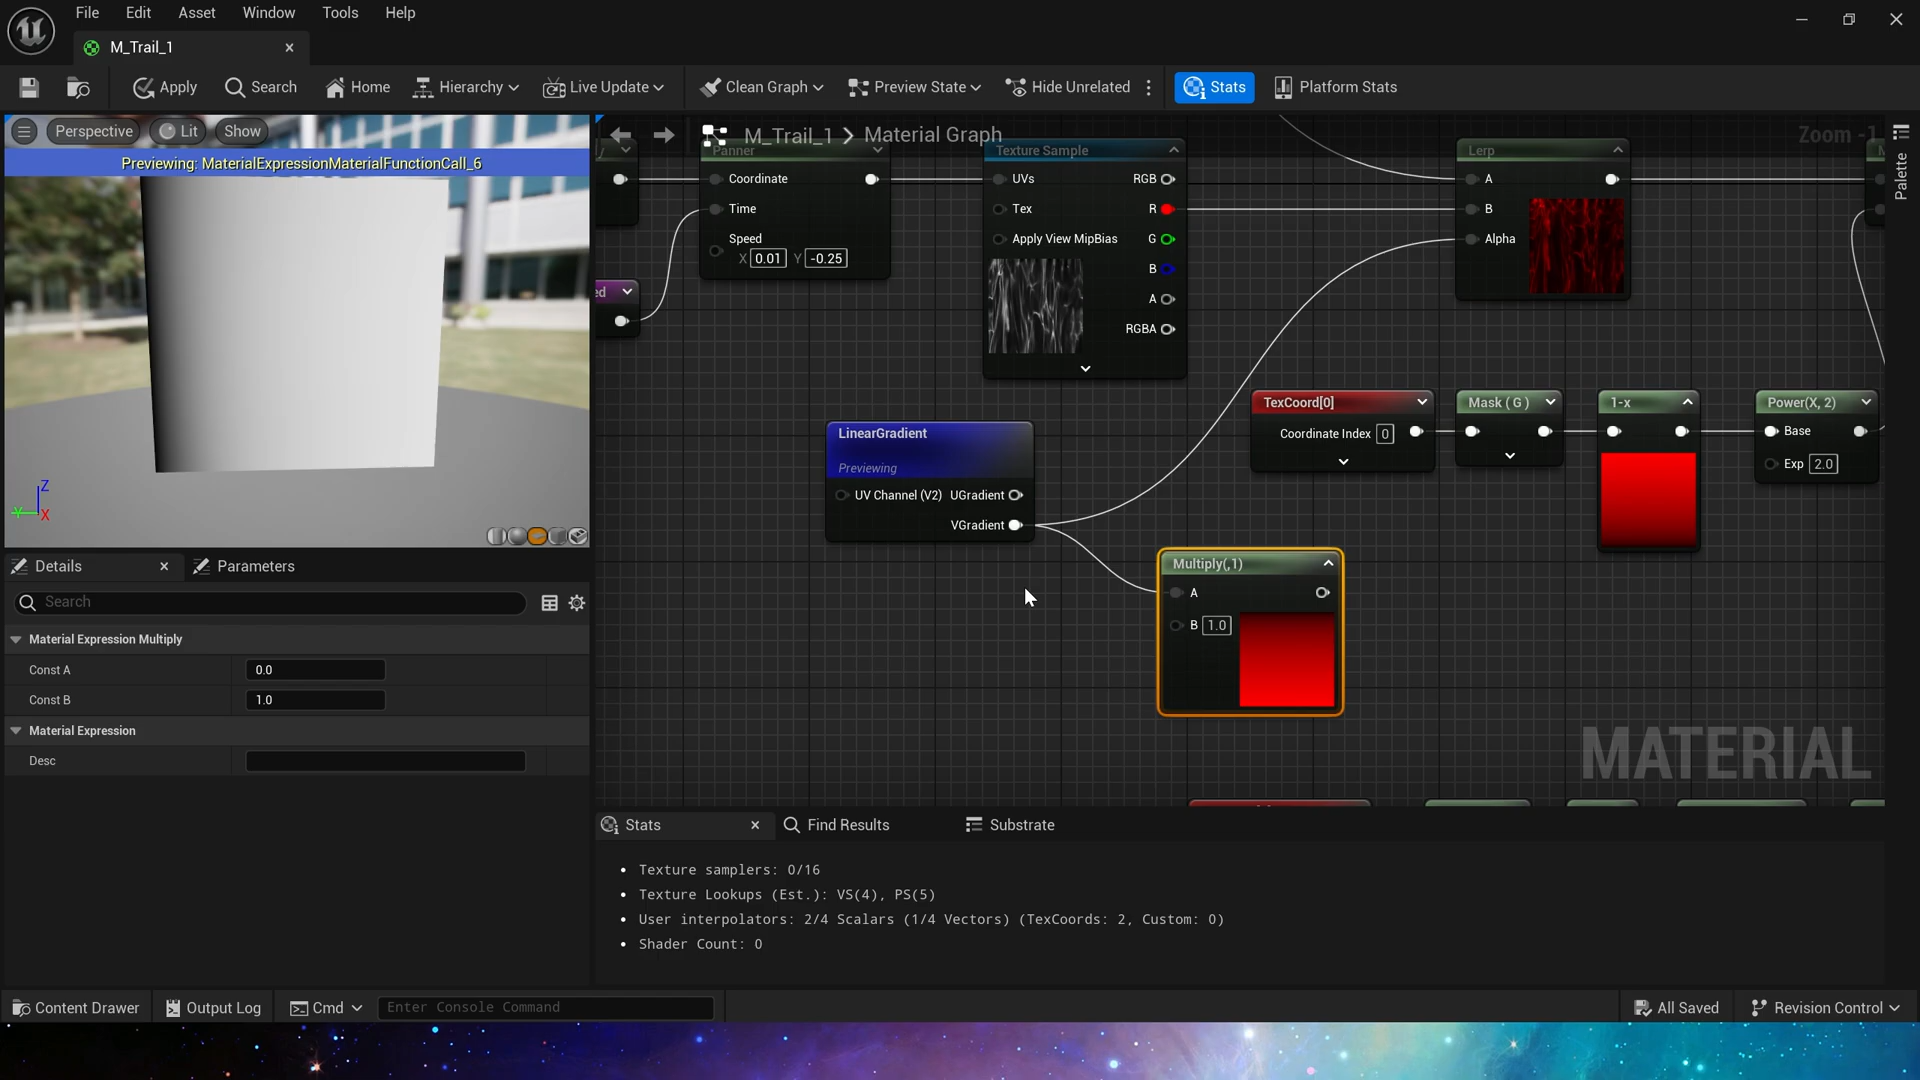 File Edit Asset Window Tools Help
M_Trail_1
Apply Search Home Hierarchy Live Update Clean Graph Preview State Hide Unrelated Stats Platform Stats
Perspective Lit Show
Previewing: MaterialExpressionMaterialFunctionCall_6
Z
Y X
M_Trail_1 > Material Graph
Zoom -1
Palette
Panner
Coordinate
Time
Speed
X 0.01 Y -0.25
Texture Sample
UVs RGB
Tex R
Apply View MipBias G
B
A
RGBA
Lerp
A
B
Alpha
ed
TexCoord[0]
Coordinate Index 0
Mask ( G )
1-x
Power(X, 2)
Base
Exp 2.0
LinearGradient
Previewing
UV Channel (V2) UGradient
VGradient
Multiply(,1)
A
B 1.0
MATERIAL
Details Parameters
Search
Material Expression Multiply
Const A 0.0
Const B 1.0
Material Expression
Desc
Stats Find Results Substrate
• Texture samplers: 0/16
• Texture Lookups (Est.): VS(4), PS(5)
• User interpolators: 2/4 Scalars (1/4 Vectors) (TexCoords: 2, Custom: 0)
• Shader Count: 0
Content Drawer Output Log Cmd Enter Console Command All Saved Revision Control